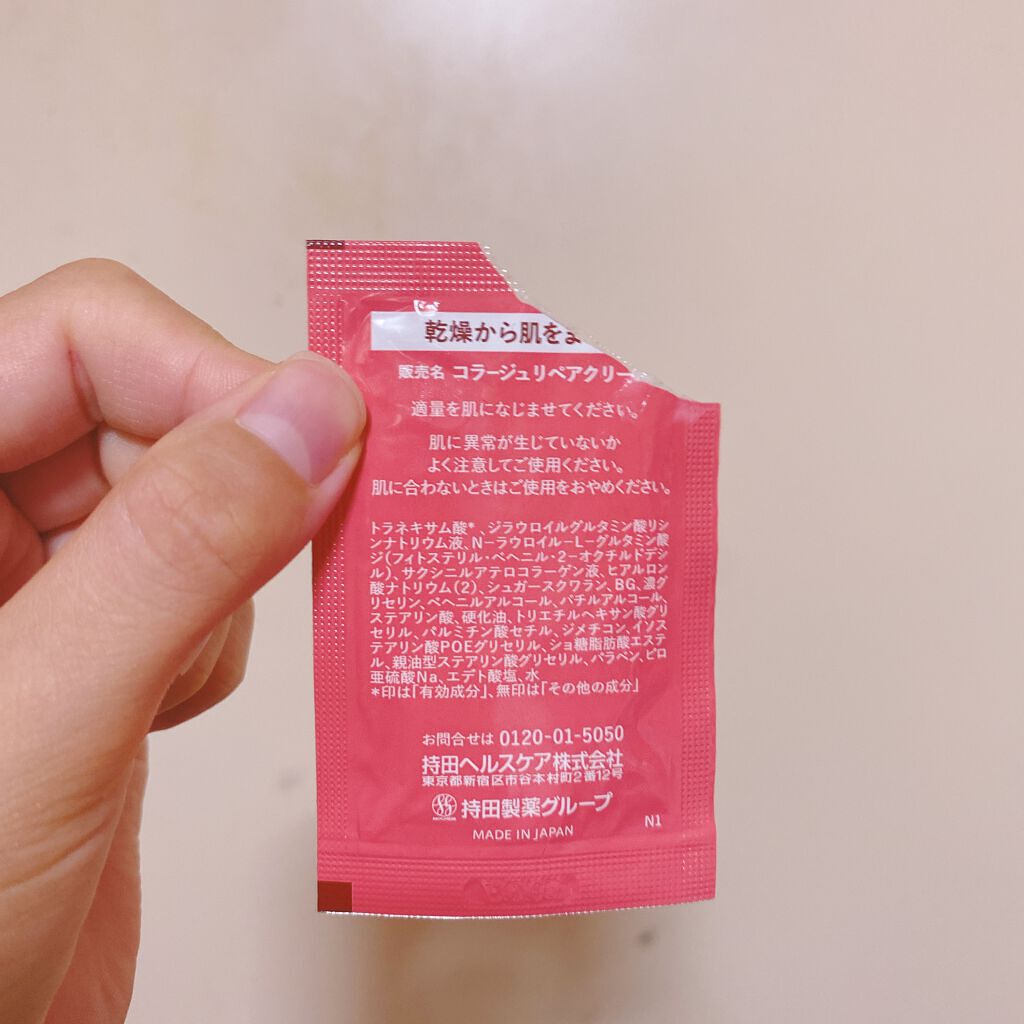 乾燥から肌をま
販売名 コラージュリペアクリー
適量を肌になじませてください。
肌に異常が生じていないか
よく注意してご使用ください。
肌に合わないときはご使用をおやめください。
トラネキサム酸*、ジラウロイルグルタミン酸リシ
ンナトリウム液、N-ラウロイル-L-グルタミン酸
ジ(フィトステリル・ベヘニル・2-オクチルドデシ
ル)、サクシニルアテロコラーゲン液、ヒアルロン
酸ナトリウム(2)、シュガースクワラン、BG、濃グ
リセリン、ベヘニルアルコール、バチルアルコール、
ステアリン酸、硬化油、トリエチルヘキサン酸グリ
セリル、パルミチン酸セチル、ジメチコン、イソス
テアリン酸POEグリセリル、ショ糖脂肪酸エステ
ル、親油型ステアリン酸グリセリル、パラベン、ピロ
亜硫酸Na、エデト酸塩、水
*印は「有効成分」、無印は「その他の成分」
お問合せは 0120-01-5050
持田ヘルスケア株式会社
東京都新宿区市谷本村町2番12号
持田製薬グループ
MADE IN JAPAN
N1